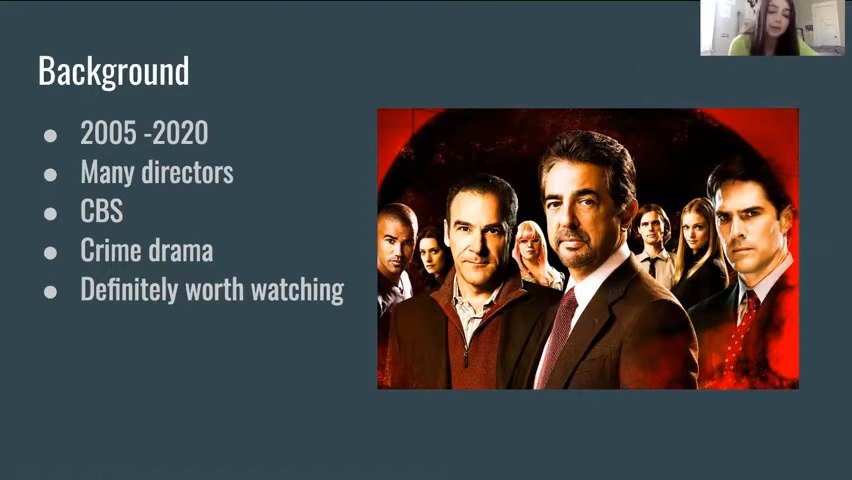 Background
● 2005 -2020
● Many directors
● CBS
● Crime drama
● Definitely worth watching